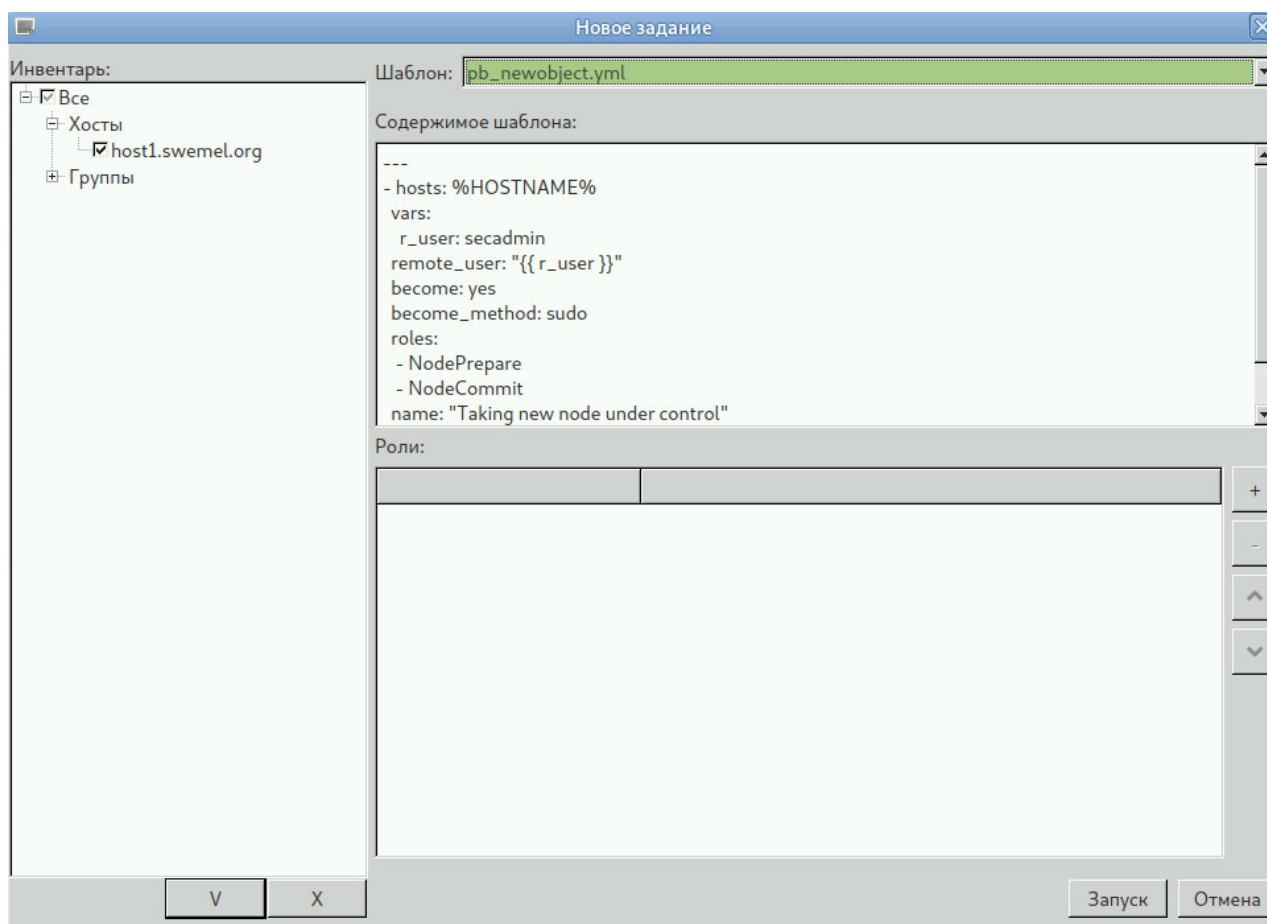 Новое задание
Инвентарь:
Все
Хосты
host1.swemel.org
Группы
Шаблон: pb_newobject.yml
Содержимое шаблона:
---
- hosts: %HOSTNAME%
vars:
r_user: secadmin
remote_user: "{{ r_user }}"
become: yes
become_method: sudo
roles:
- NodePrepare
- NodeCommit
name: "Taking new node under control"
Роли:
+
-
V X
Запуск Отмена